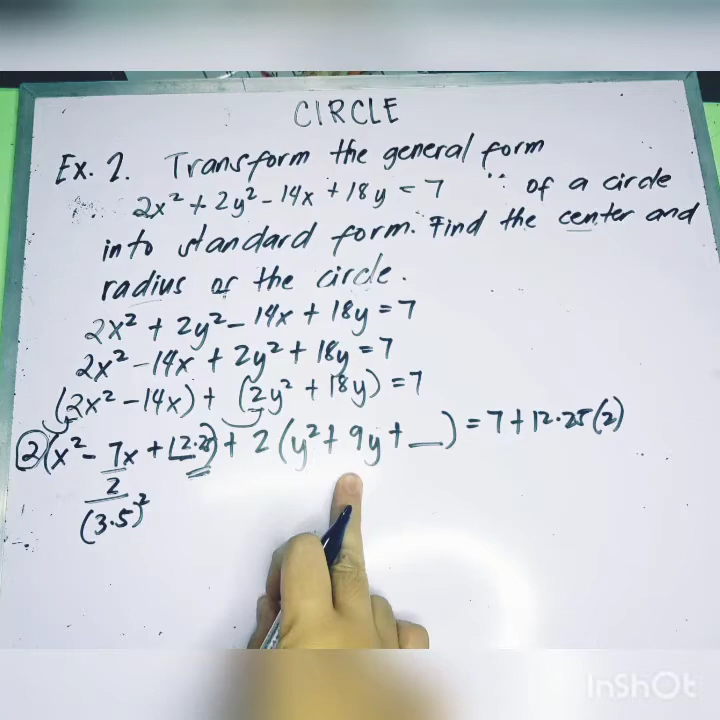 CIRCLE
Ex. 2. Transform the general form
2x² + 2y² - 14x + 18y = 7 of a circle
into standard form. Find the center and
radius of the circle.
2x² + 2y² - 14x + 18y = 7
2x² - 14x + 2y² + 18y = 7
(2x² - 14x) + (2y² + 18y) = 7
2(x² - 7x + 12.25) + 2(y² + 9y + __) = 7 + 12.25(2)
2
(3.5)²
InShOt